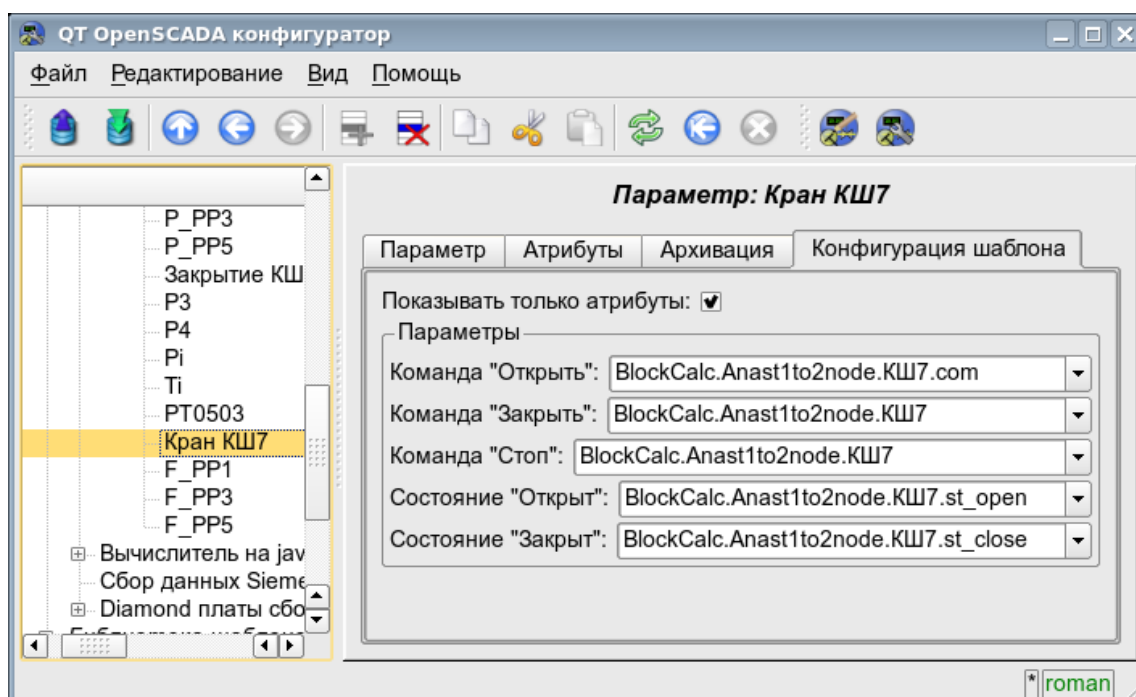 QT OpenSCADA конфигуратор
Файл Редактирование Вид Помощь
P_PP3
P_PP5
Закрытие КШ
P3
P4
Pi
Ti
PT0503
Кран КШ7
F_PP1
F_PP3
F_PP5
Вычислитель на jav
Сбор данных Sieme
Diamond платы сбо
Параметр: Кран КШ7
Параметр Атрибуты Архивация Конфигурация шаблона
Показывать только атрибуты:
Параметры
Команда "Открыть": BlockCalc.Anast1to2node.КШ7.com
Команда "Закрыть": BlockCalc.Anast1to2node.КШ7
Команда "Стоп": BlockCalc.Anast1to2node.КШ7
Состояние "Открыт": BlockCalc.Anast1to2node.КШ7.st_open
Состояние "Закрыт": BlockCalc.Anast1to2node.КШ7.st_close
* roman